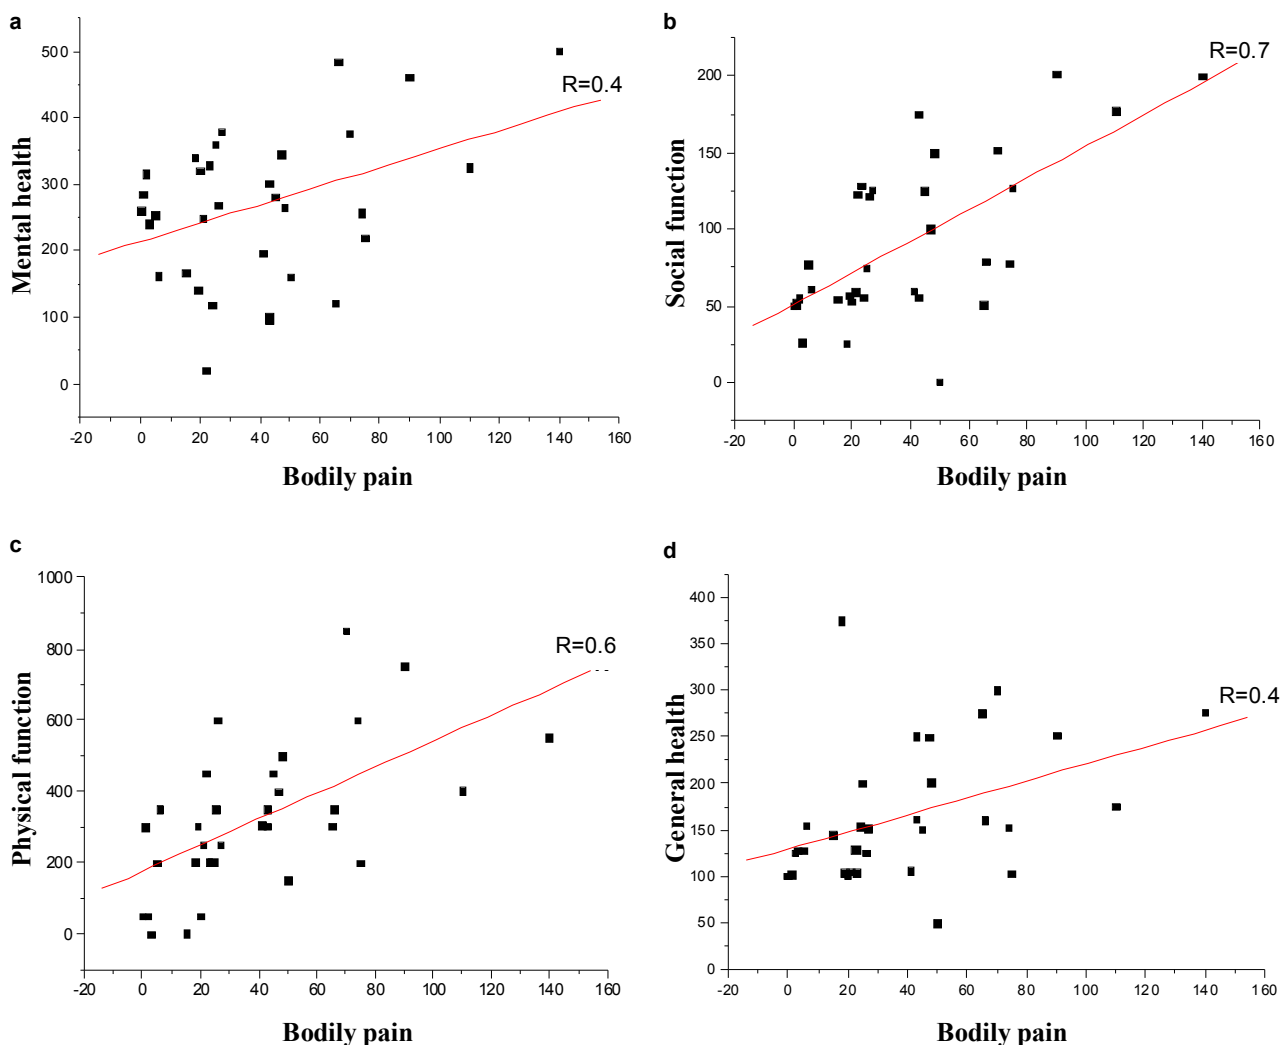 a
500
400
300
200
100
0
Mental health
R=0.4
-20 0 20 40 60 80 100 120 140 160
Bodily pain
b
200
150
100
50
0
Social function
R=0.7
-20 0 20 40 60 80 100 120 140 160
Bodily pain
c
1000
800
600
400
200
0
Physical function
R=0.6
-20 0 20 40 60 80 100 120 140 160
Bodily pain
d
400
350
300
250
200
150
100
50
0
General health
R=0.4
-20 0 20 40 60 80 100 120 140 160
Bodily pain